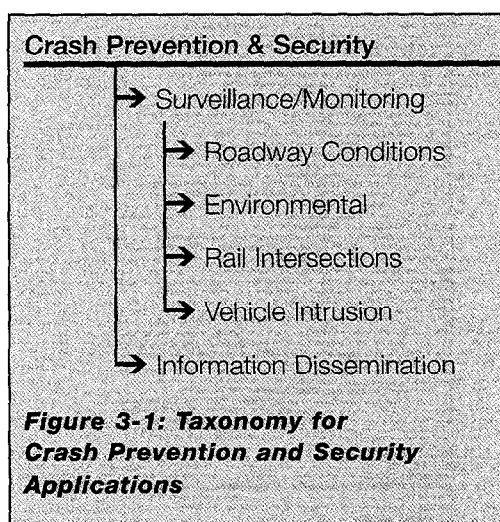 Crash Prevention & Security
Surveillance/Monitoring
Roadway Conditions
Environmental
Rail Intersections
Vehicle Intrusion
Information Dissemination
Figure 3-1: Taxonomy for
Crash Prevention and Security
Applications